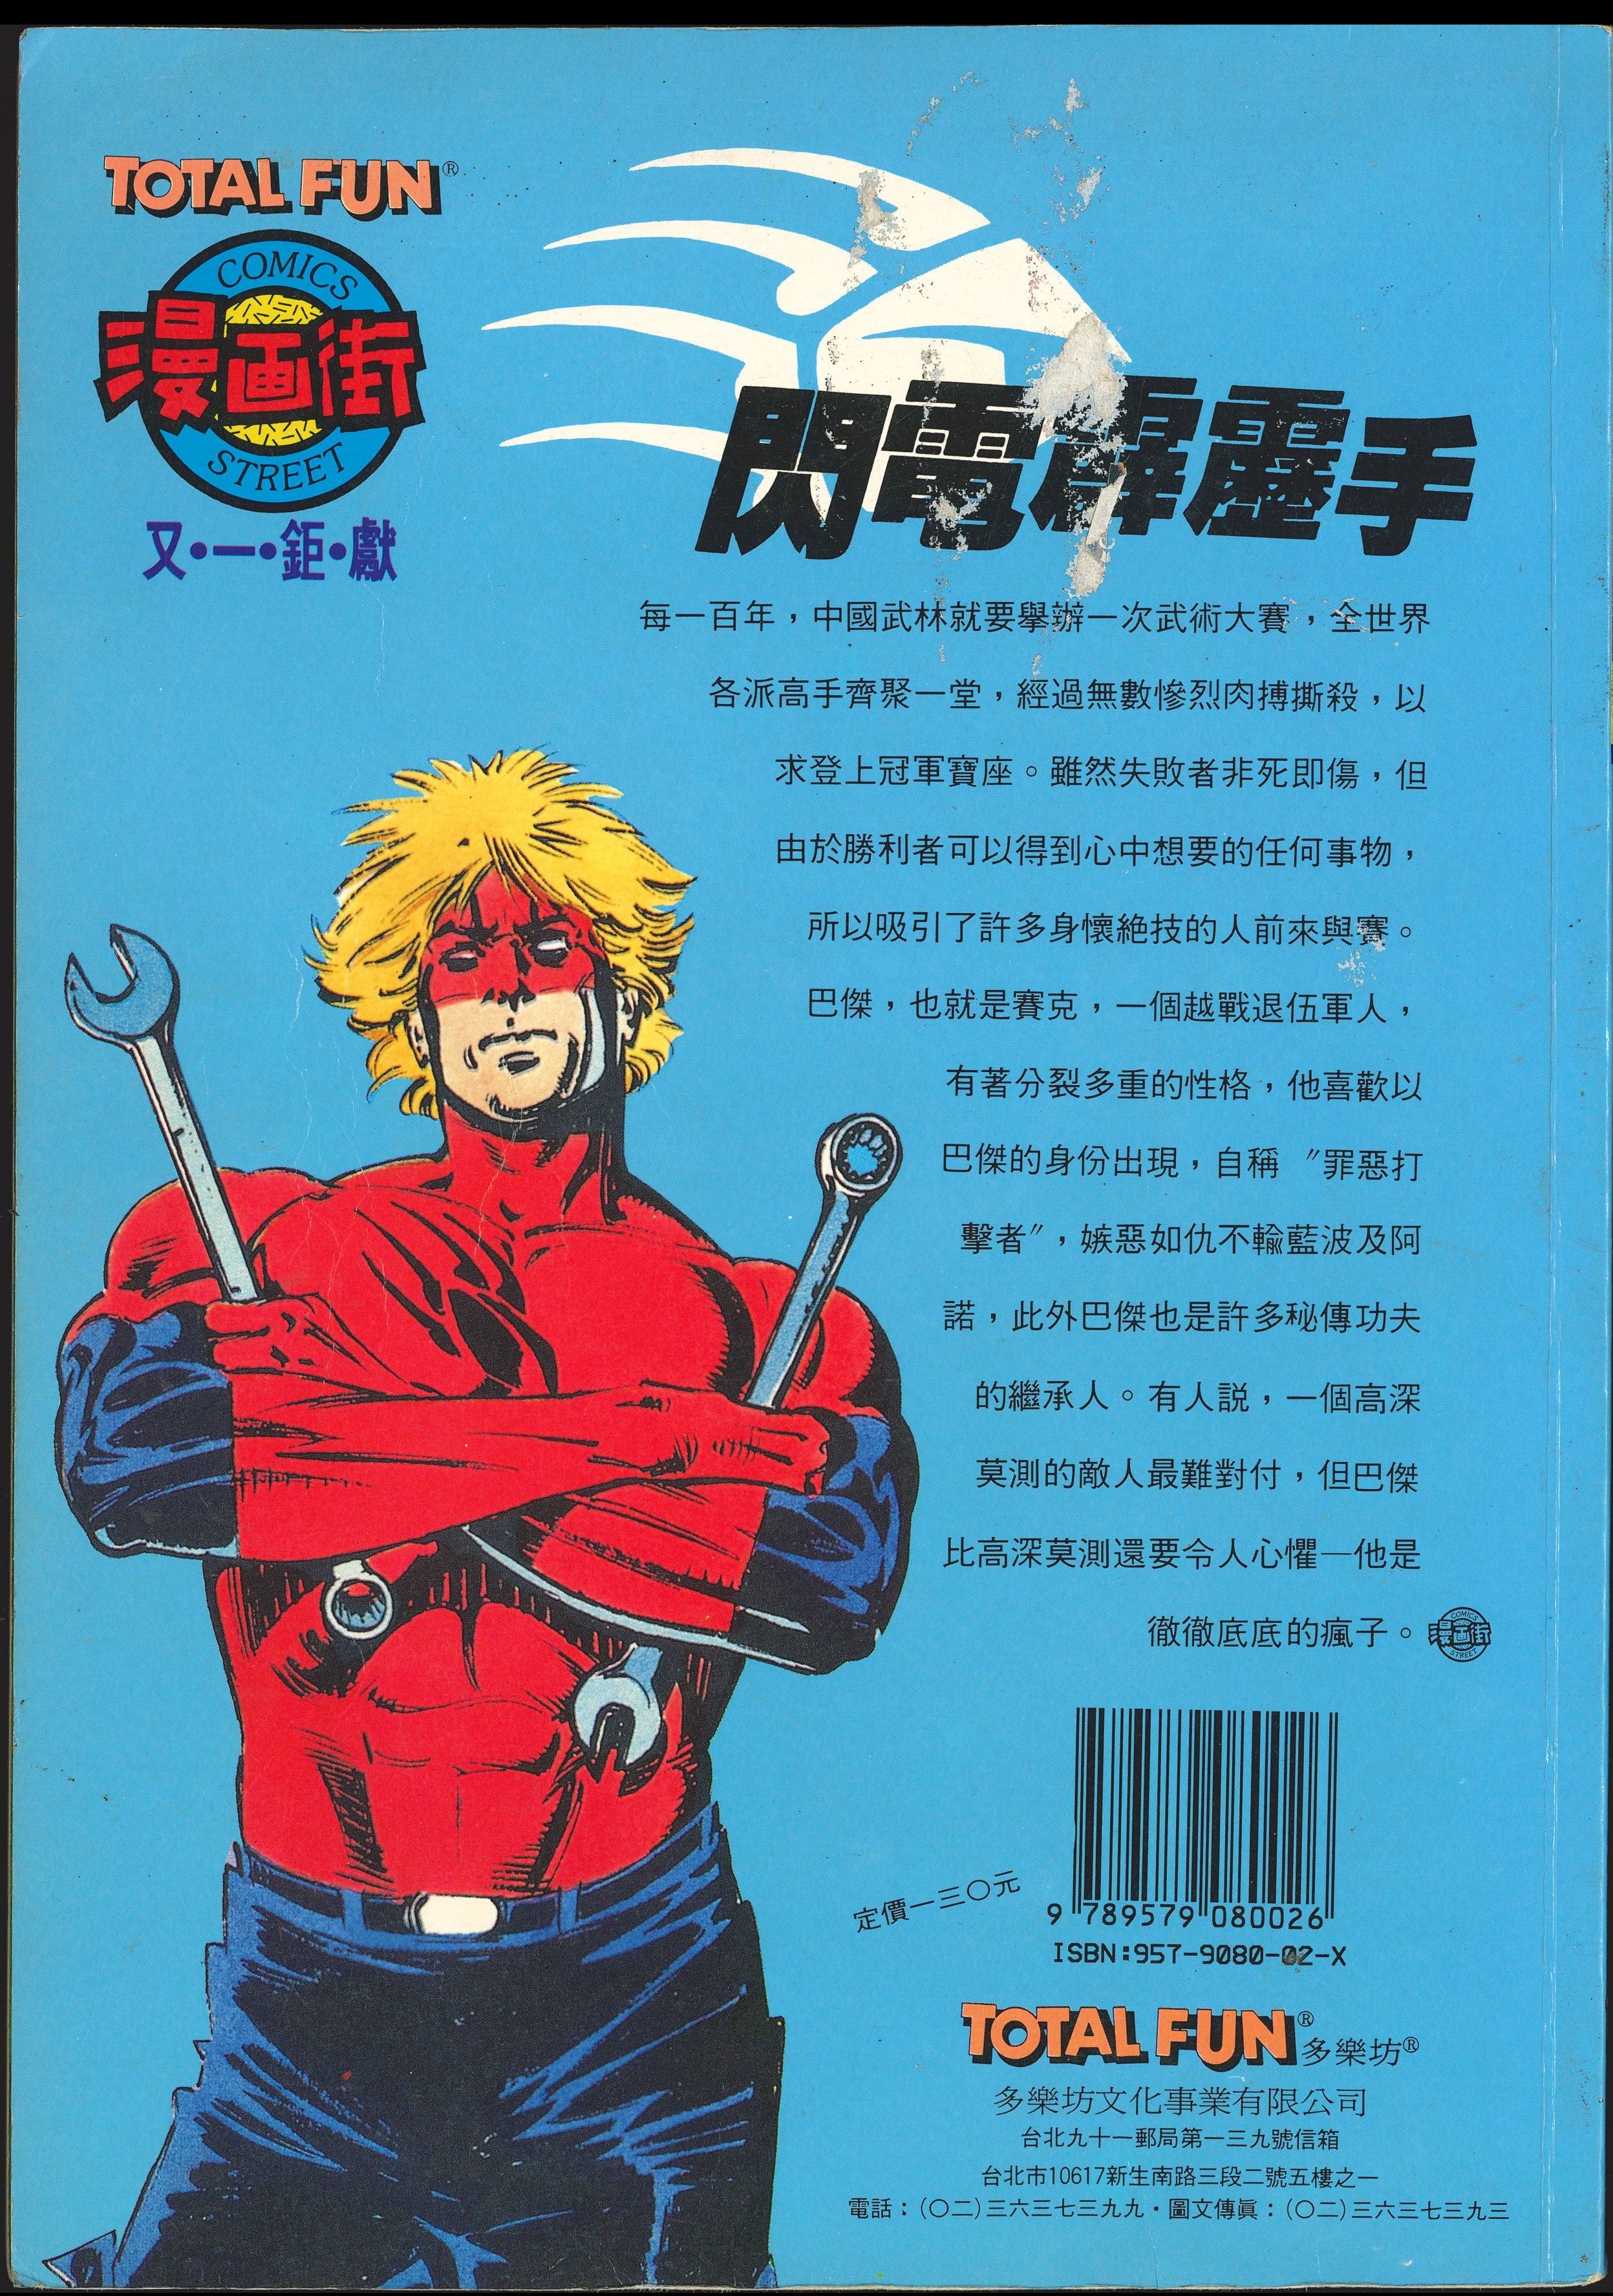 TOTAL FUN®
COMICS
漫画街
STREET
又•一•鉅•獻
閃電霹靂手
每一百年，中國武林就要舉辦一次武術大賽，全世界
各派高手齊聚一堂，經過無數慘烈肉搏撕殺，以
求登上冠軍寶座。雖然失敗者非死即傷，但
由於勝利者可以得到心中想要的任何事物，
所以吸引了許多身懷絕技的人前來與賽。
巴傑，也就是賽克，一個越戰退伍軍人，
有著分裂多重的性格，他喜歡以
巴傑的身份出現，自稱〝罪惡打
擊者〞，嫉惡如仇不輸藍波及阿
諾，此外巴傑也是許多秘傳功夫
的繼承人。有人説，一個高深
莫測的敵人最難對付，但巴傑
比高深莫測還要令人心懼—他是
徹徹底底的瘋子。
COMICS
漫画街
STREET
定價一三〇元
9 789579 080026
ISBN:957-9080-02-X
TOTAL FUN® 多樂坊®
多樂坊文化事業有限公司
台北九十一郵局第一三九號信箱
台北市10617新生南路三段二號五樓之一
電話：(〇二)三六三七三九九・圖文傳眞：(〇二)三六三七三九三